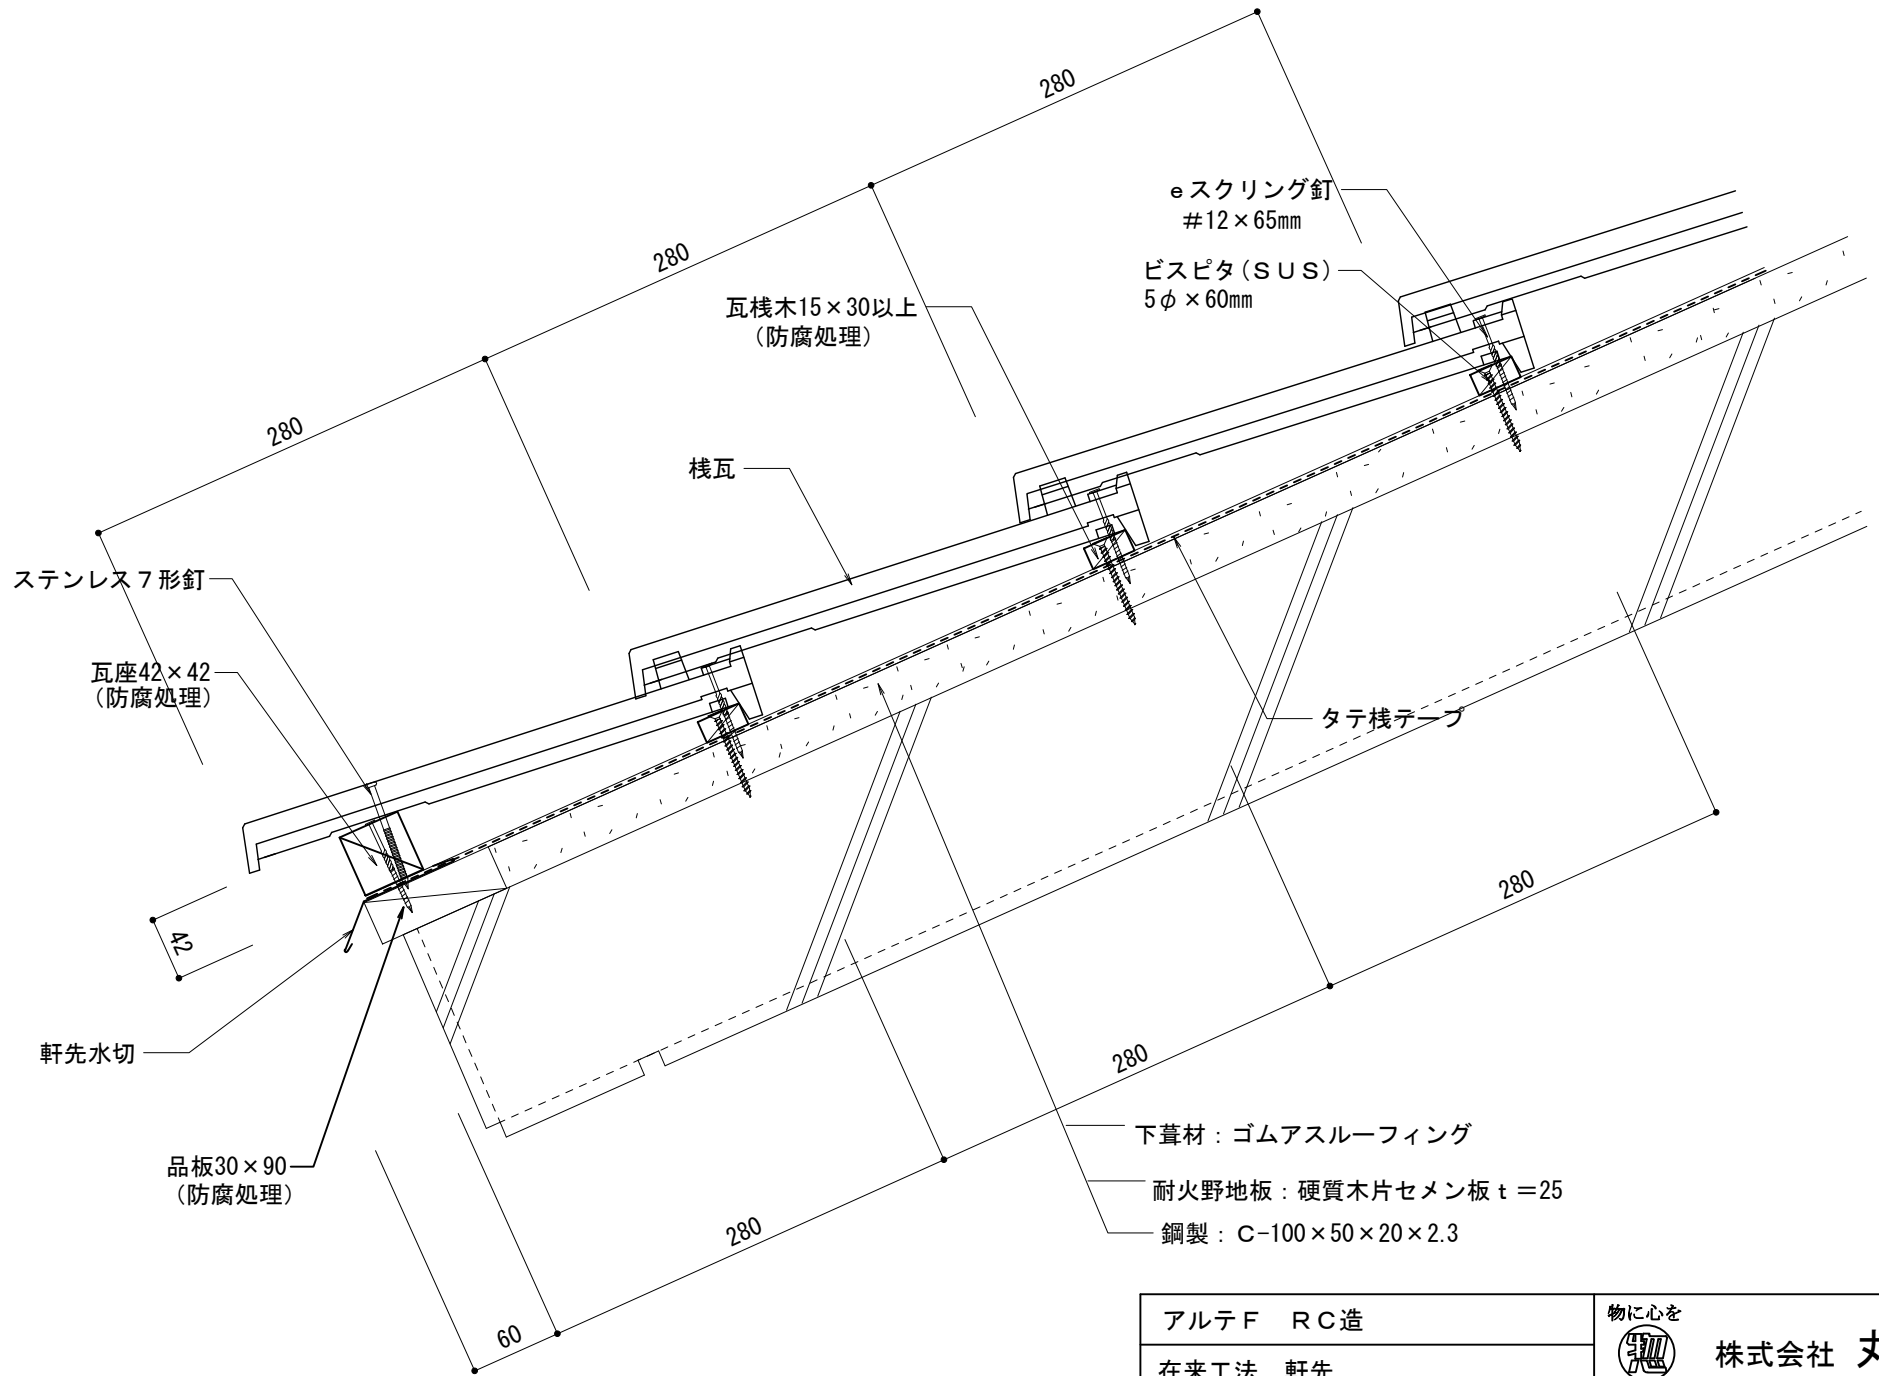 280
280
eスクリング釘
#12×65mm
ビスピタ(SUS)
5φ×60mm
瓦桟木15×30以上
(防腐処理)
280
桟瓦
ステンレス7形釘
瓦座42×42
(防腐処理)
タテ桟テープ
42
280
軒先水切
280
下葺材：ゴムアスルーフィング
品板30×90
(防腐処理)
耐火野地板：硬質木片セメン板t=25
280
鋼製：C-100×50×20×2.3
60
アルテF RC造
物に心を
株式会社
在来工法 軒先